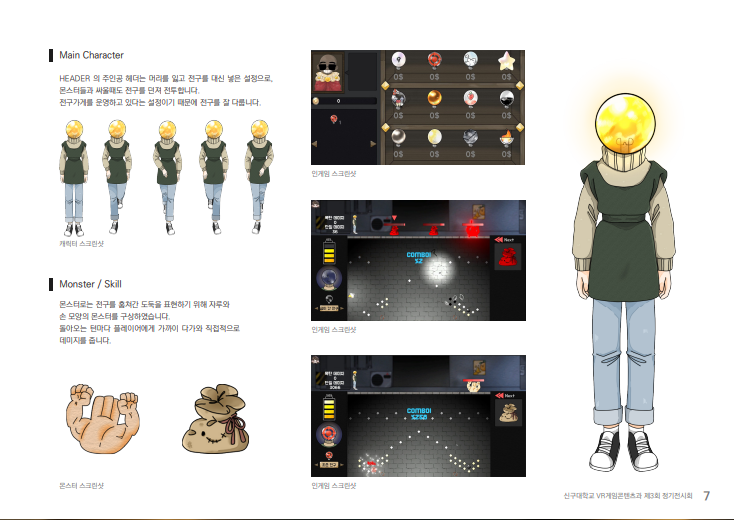 Main Character
HEADER 의 주인공 헤더는 머리를 잃고 전구를 대신 넣은 설정으로,
몬스터들과 싸울때도 전구를 던져 전투합니다.
전구가게를 운영하고 있다는 설정이기 때문에 전구를 잘 다룹니다.
캐릭터 스크린샷
Monster / Skill
몬스터로는 전구를 훔쳐간 도둑을 표현하기 위해 자루와
손 모양의 몬스터를 구상하였습니다.
돌아오는 턴마다 플레이어에게 가까이 다가와 직접적으로
데미지를 줍니다.
몬스터 스크린샷
0
0$ 0$ 0$ 0$
0$ 0$ 0$ 0$
0$ 0$ 0$ 0$
인게임 스크린샷
COMBO!
Next
인게임 스크린샷
COMBO!
Next
인게임 스크린샷
신구대학교 VR게임콘텐츠과 제3회 정기전시회 7